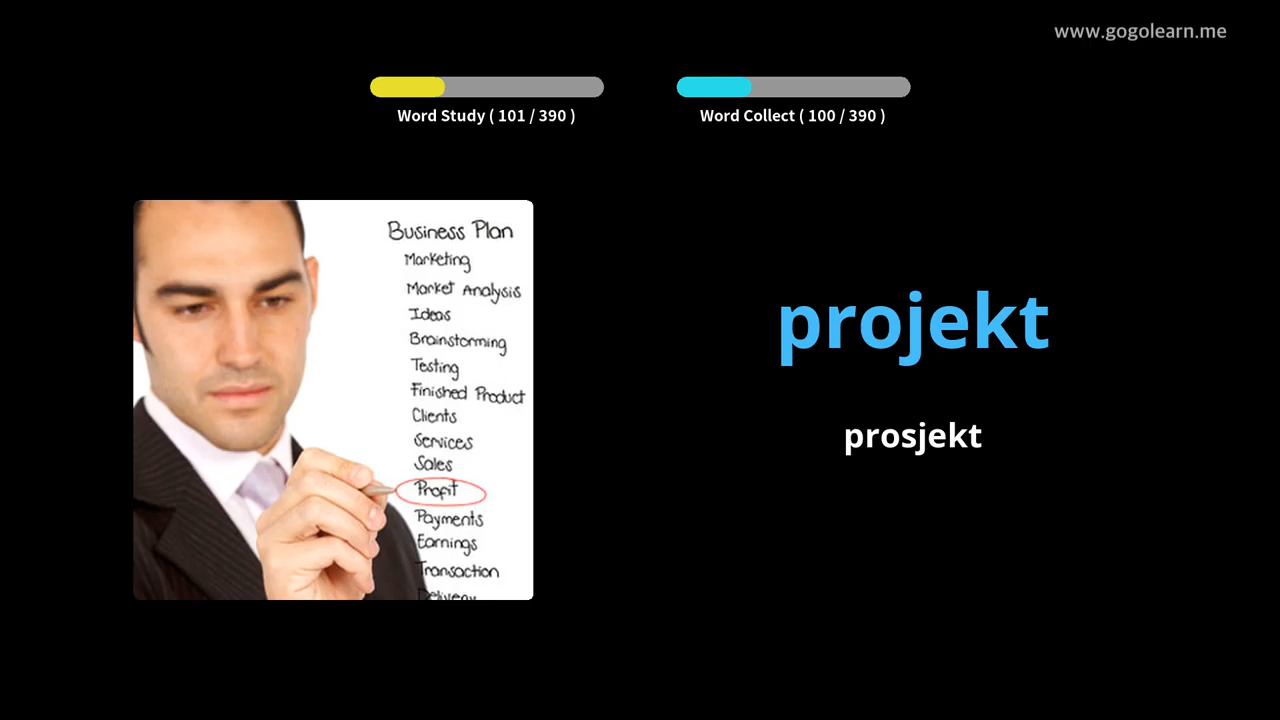 www.gogolearn.me
Word Study ( 101 / 390 )
Word Collect ( 100 / 390 )
Business Plan
Marketing
Market Analysis
Ideas
Brainstorming
Testing
Finished Product
Clients
Services
Sales
Profit
Payments
Earnings
Transaction
Delivery
projekt
prosjekt